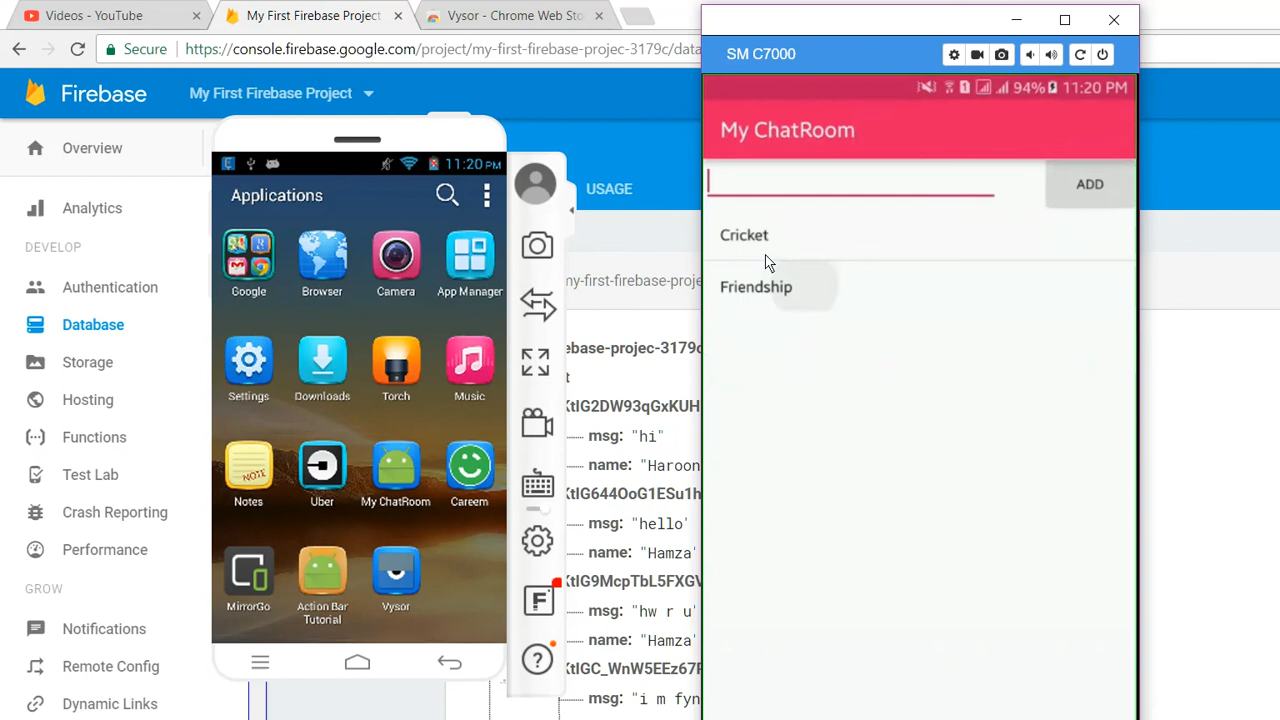 Videos - YouTube
My First Firebase Project
Vysor - Chrome Web Sto
Secure
https://console.firebase.google.com/project/my-first-firebase-projec-3179c/data
Firebase
My First Firebase Project
USAGE
Overview
Analytics
DEVELOP
Authentication
Database
Storage
Hosting
Functions
Test Lab
Crash Reporting
Performance
GROW
Notifications
Remote Config
Dynamic Links
11:20 PM
Applications
Google
Browser
Camera
App Manager
Settings
Downloads
Torch
Music
NOTE
Notes
Uber
My ChatRoom
Careem
MirrorGo
Action Bar
Tutorial
Vysor
my-first-firebase-proje
ebase-projec-3179c
t
KtIG2DW93qGxKUH
msg: "hi"
name: "Haroon
KtIG644OoG1ESu1h
msg: "hello"
name: "Hamza"
KtIG9McpTbL5FXGV
msg: "hw r u"
name: "Hamza"
KtIGC_WnW5EEz67F
msg: "i m fyn
SM C7000
94% 11:20 PM
My ChatRoom
ADD
Cricket
Friendship